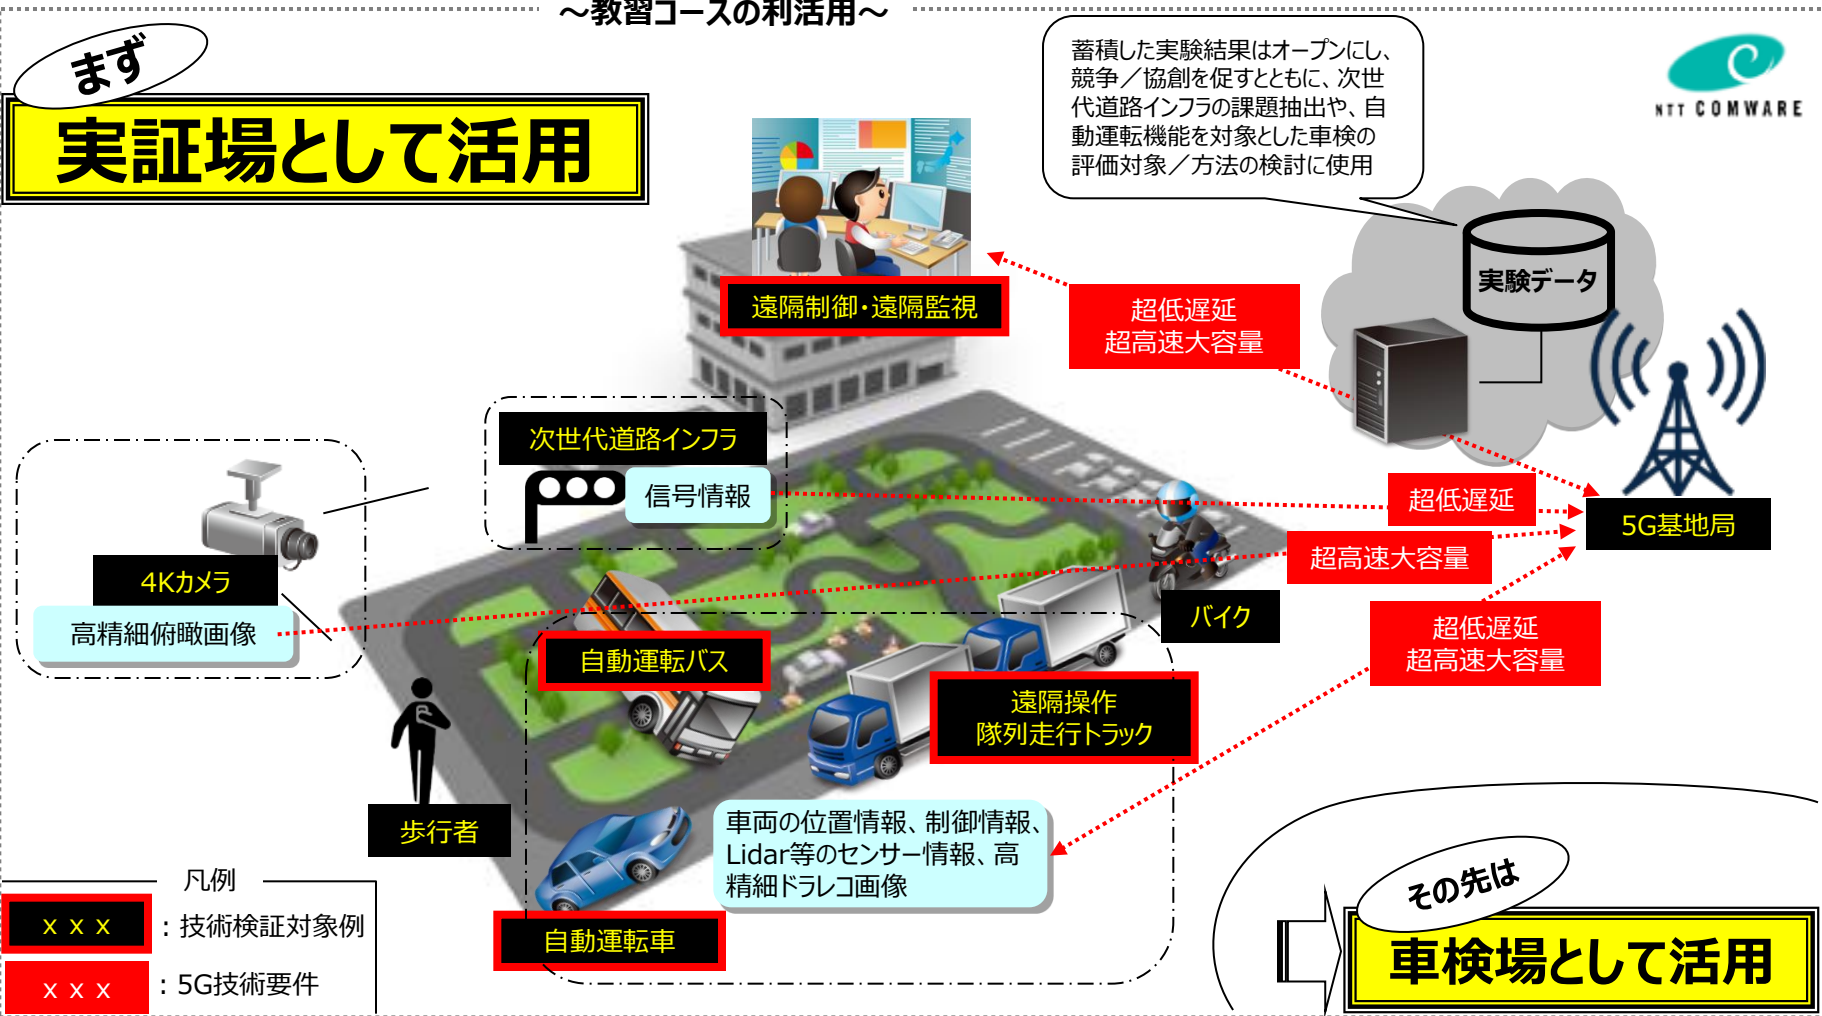 ～教習コースの利活用～
まず
実証場として活用
蓄積した実験結果はオープンにし、
競争／協創を促すとともに、次世
代道路インフラの課題抽出や、自
動運転機能を対象とした車検の
評価対象／方法の検討に使用
NTT COMWARE
実験データ
遠隔制御・遠隔監視
超低遅延
超高速大容量
次世代道路インフラ
信号情報
超低遅延
5G基地局
4Kカメラ
高精細俯瞰画像
超高速大容量
バイク
自動運転バス
超低遅延
超高速大容量
遠隔操作
隊列走行トラック
歩行者
車両の位置情報、制御情報、
Lidar等のセンサー情報、高
精細ドラレコ画像
自動運転車
凡例
ｘｘｘ
：技術検証対象例
ｘｘｘ
：5G技術要件
その先は
車検場として活用